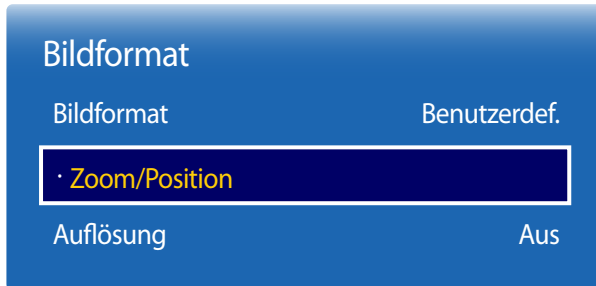 Bildformat
Bildformat Benutzerdef.
· Zoom/Position
Auflösung Aus